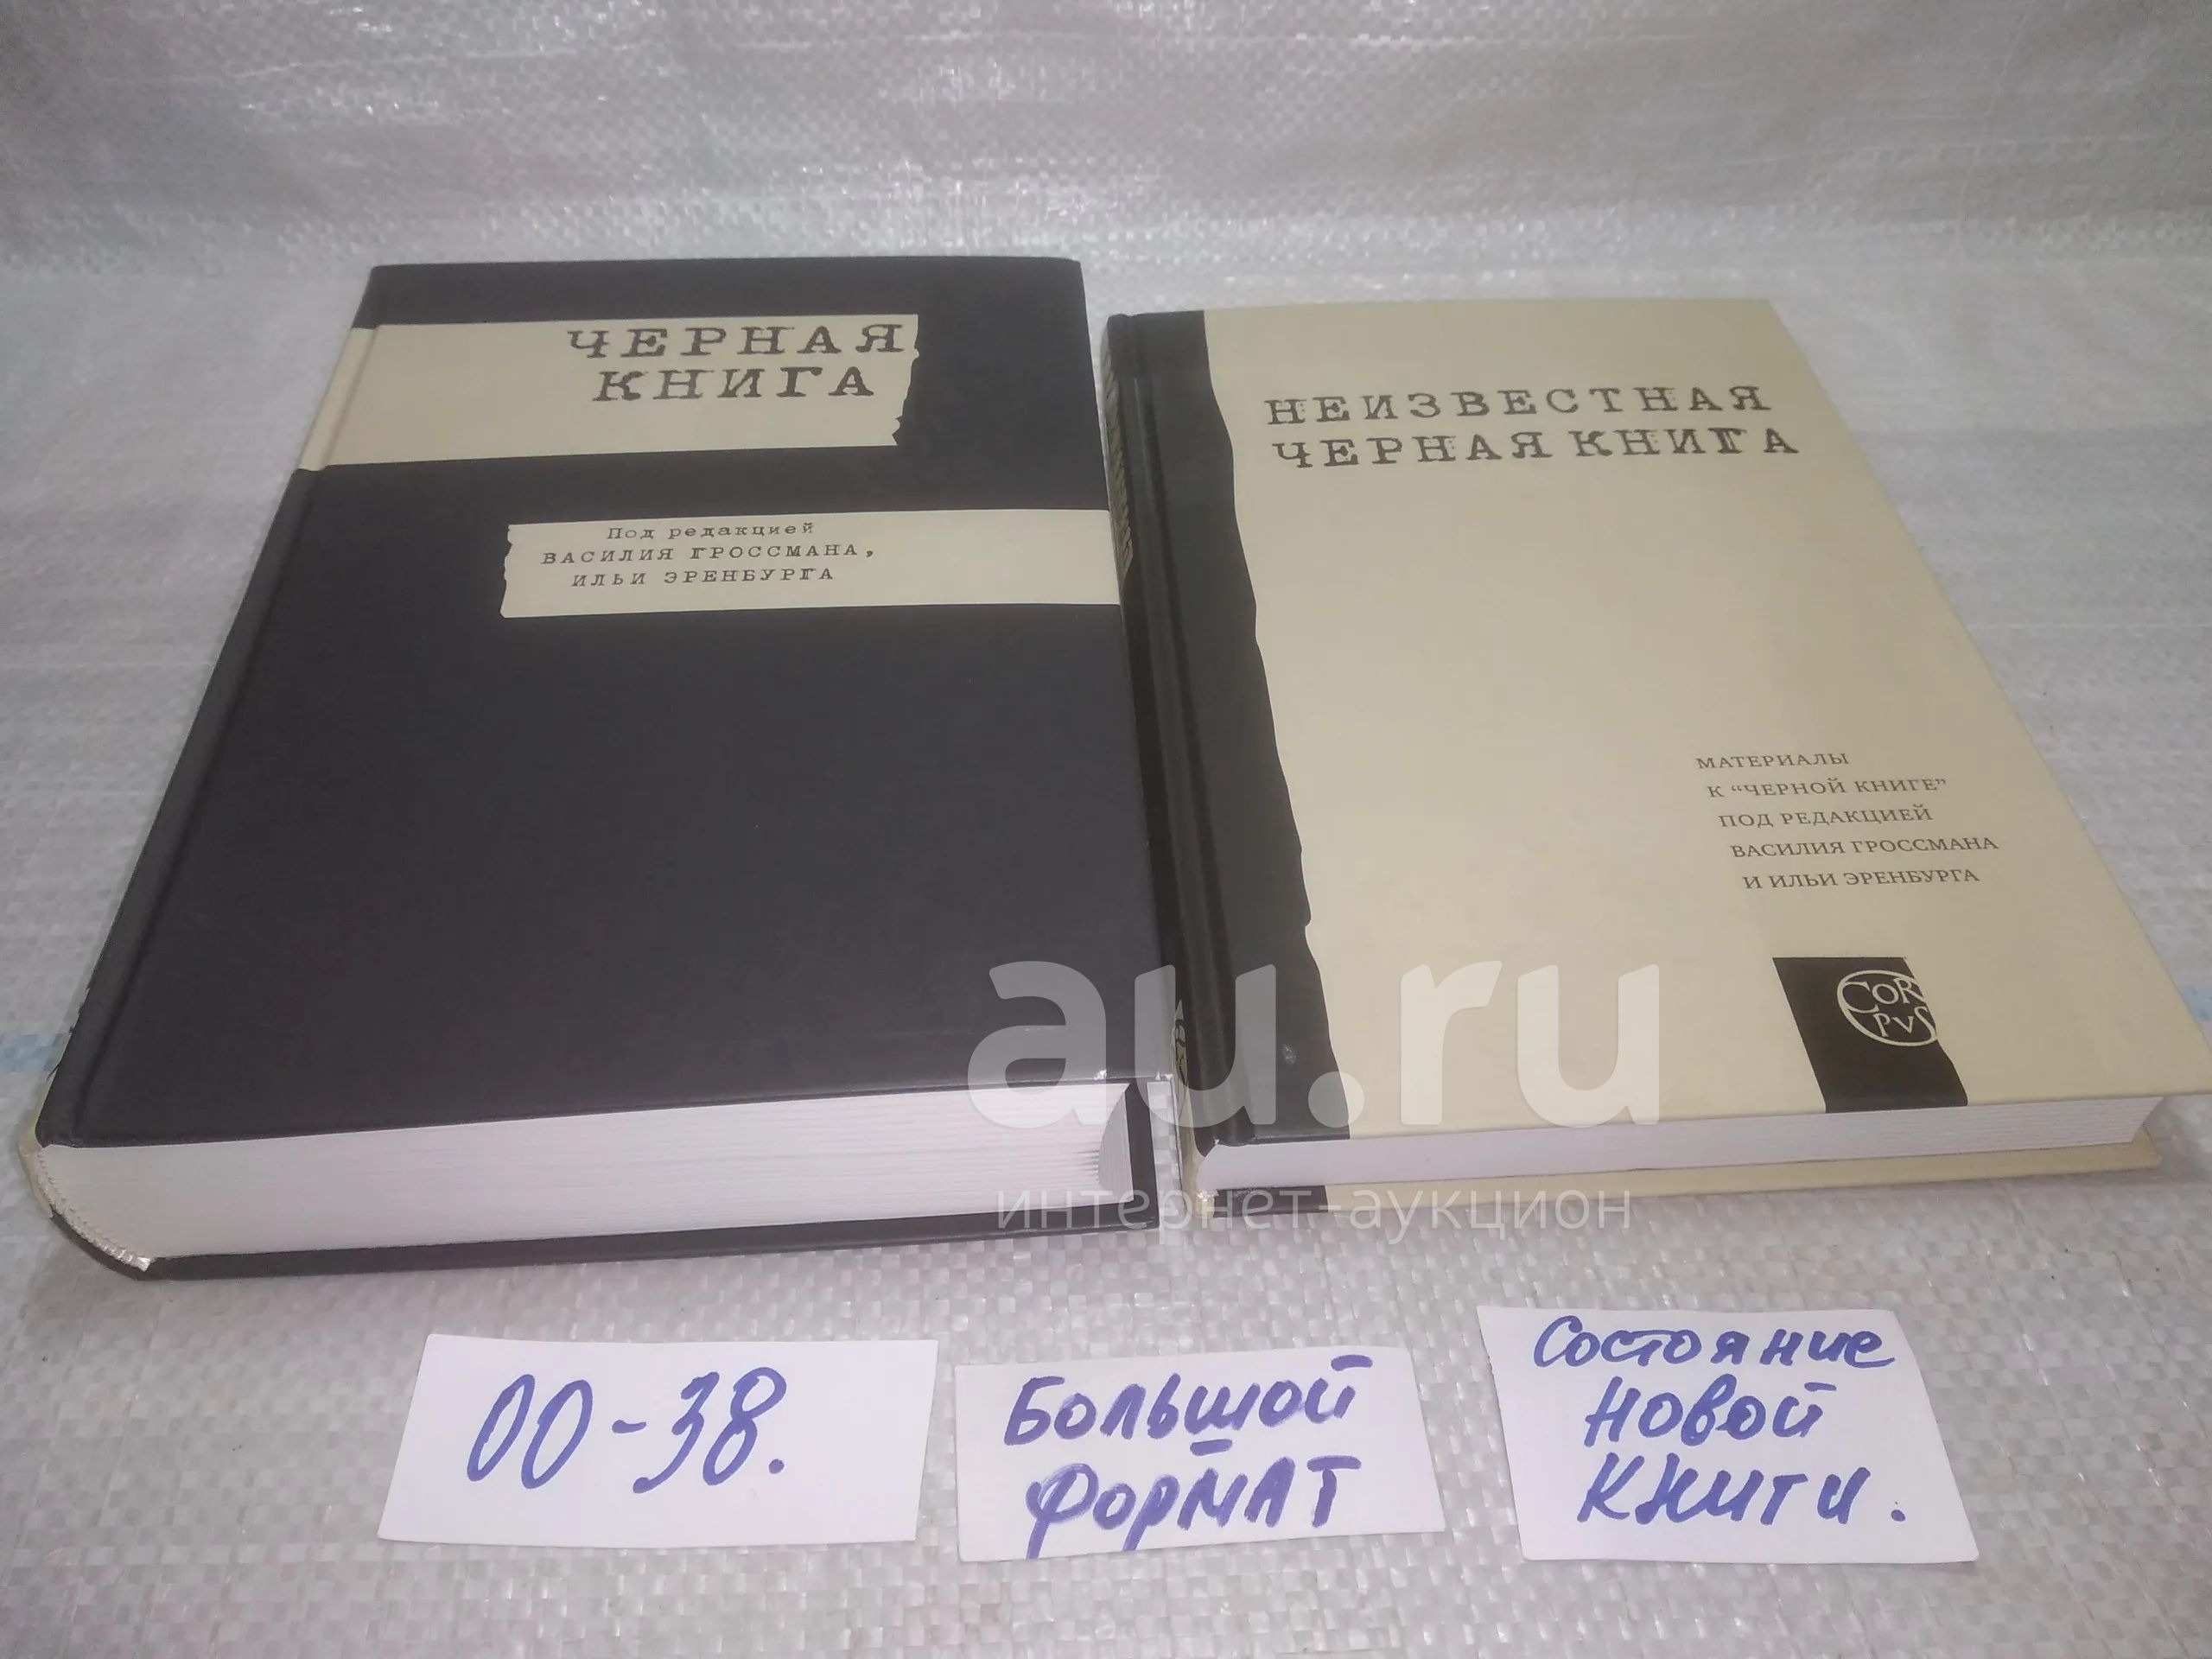 ЧЕРНАЯ
КНИГА
Под редакцией
ВАСИЛИЯ ГРОССМАНА,
ИЛЬИ ЭРЕНБУРГА
НЕИЗВЕСТНАЯ
ЧЕРНАЯ КНИГА
МАТЕРИАЛЫ
К “ЧЕРНОЙ КНИГЕ”
ПОД РЕДАКЦИЕЙ
ВАСИЛИЯ ГРОССМАНА
И ИЛЬИ ЭРЕНБУРГА
CORPVS
au.ru
интернет-аукцион
00-38.
БОЛЬШОЙ
ФОРМАТ
Состояние
новой
книги.